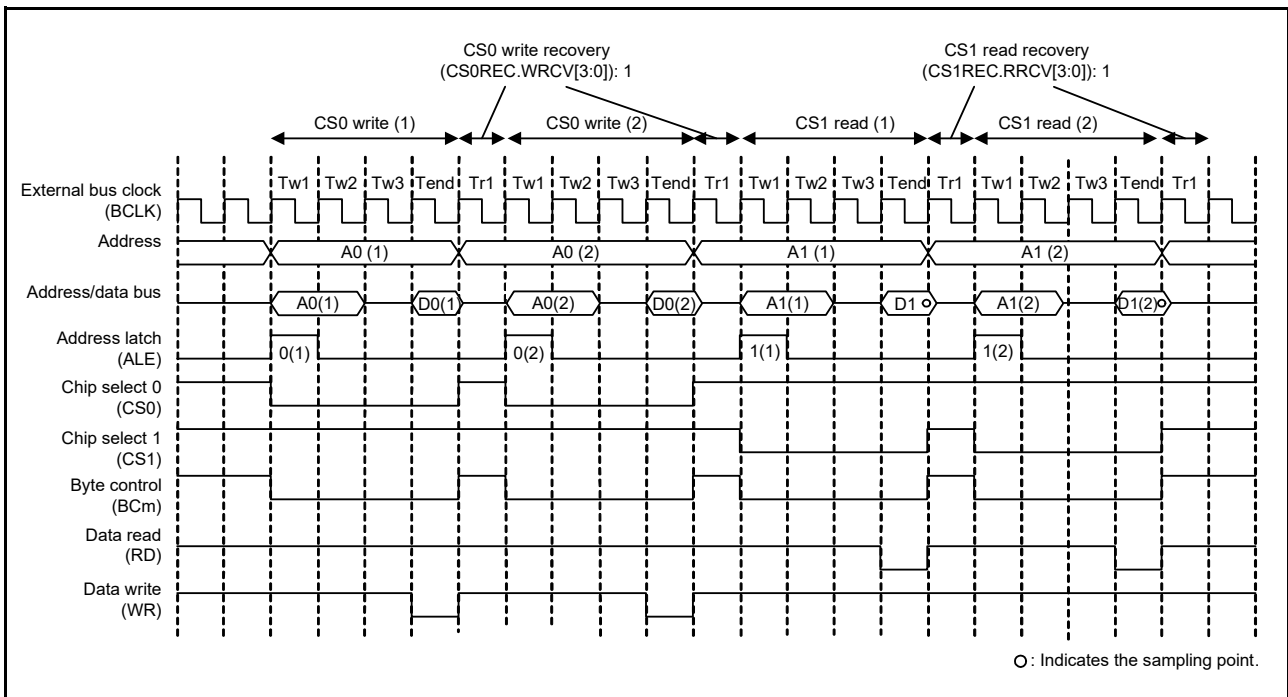 CS0 write recovery
(CS0REC.WRCV[3:0]): 1
CS1 read recovery
(CS1REC.RRCV[3:0]): 1
CS0 write (1)
CS0 write (2)
CS1 read (1)
CS1 read (2)
Tw1 Tw2 Tw3 Tend Tr1 Tw1 Tw2 Tw3 Tend Tr1 Tw1 Tw2 Tw3 Tend Tr1 Tw1 Tw2 Tw3 Tend Tr1
External bus clock
(BCLK)
Address
A0 (1) A0 (2) A1 (1) A1 (2)
Address/data bus
A0(1) D0(1) A0(2) D0(2) A1(1) D1 A1(2) D1(2)
Address latch
(ALE)
0(1) 0(2) 1(1) 1(2)
Chip select 0
(CS0)
Chip select 1
(CS1)
Byte control
(BCm)
Data read
(RD)
Data write
(WR)
: Indicates the sampling point.